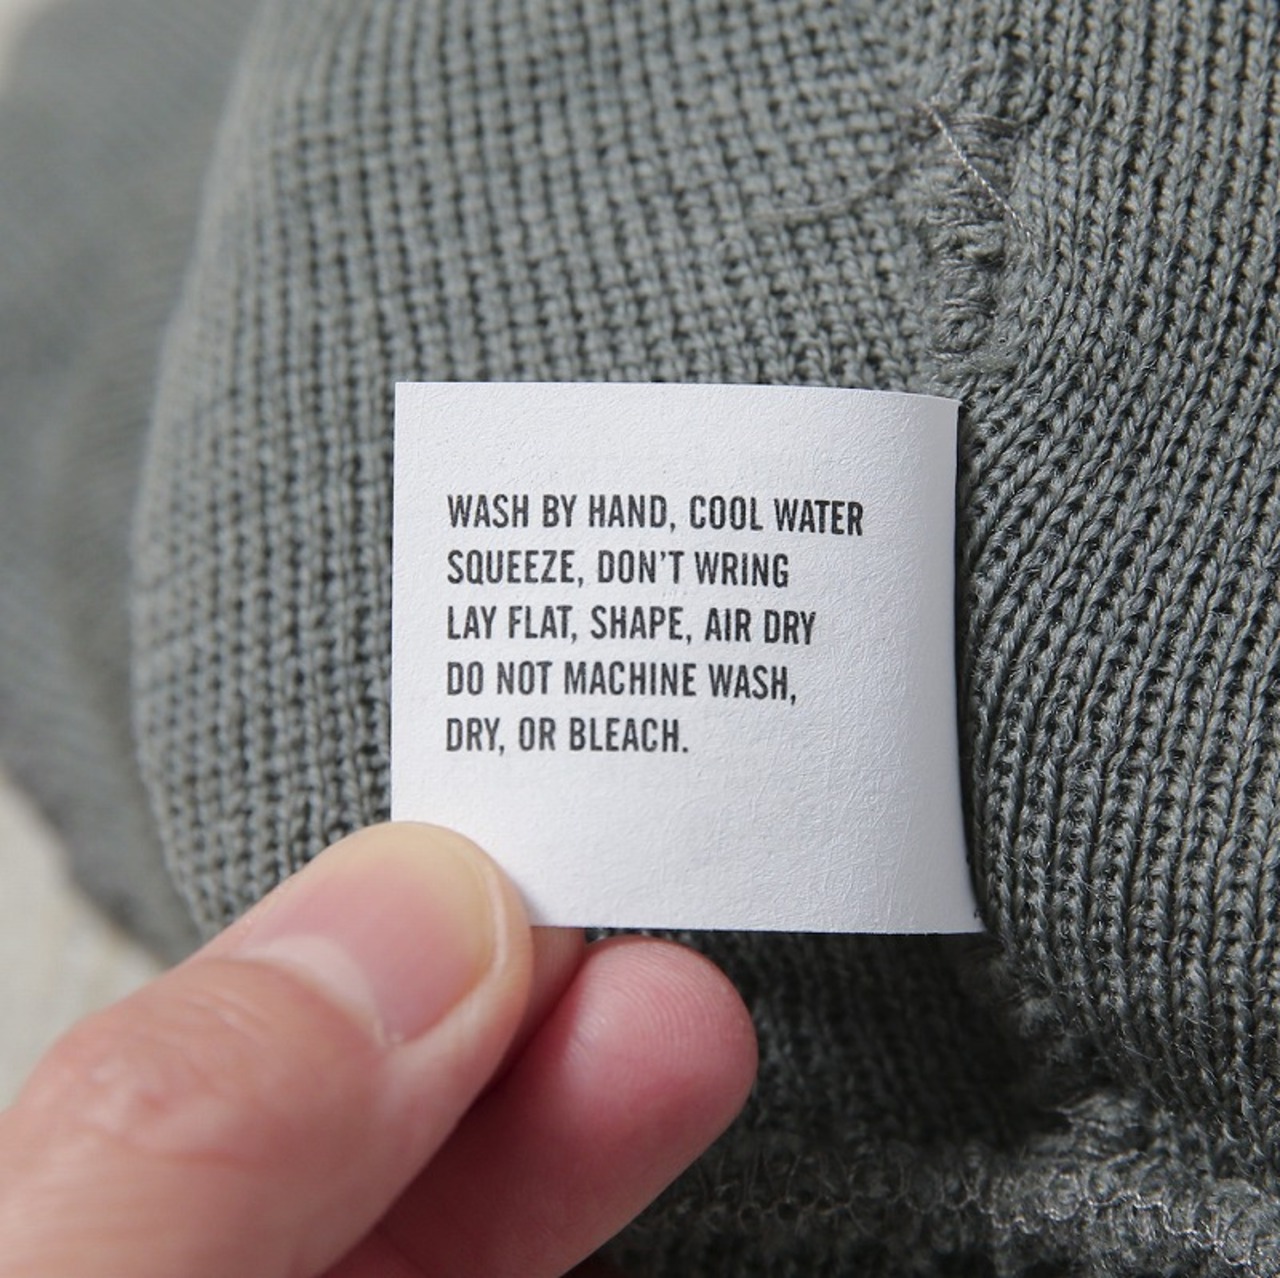 WASH BY HAND, COOL WATER
SQUEEZE, DON'T WRING
LAY FLAT, SHAPE, AIR DRY
DO NOT MACHINE WASH,
DRY, OR BLEACH.